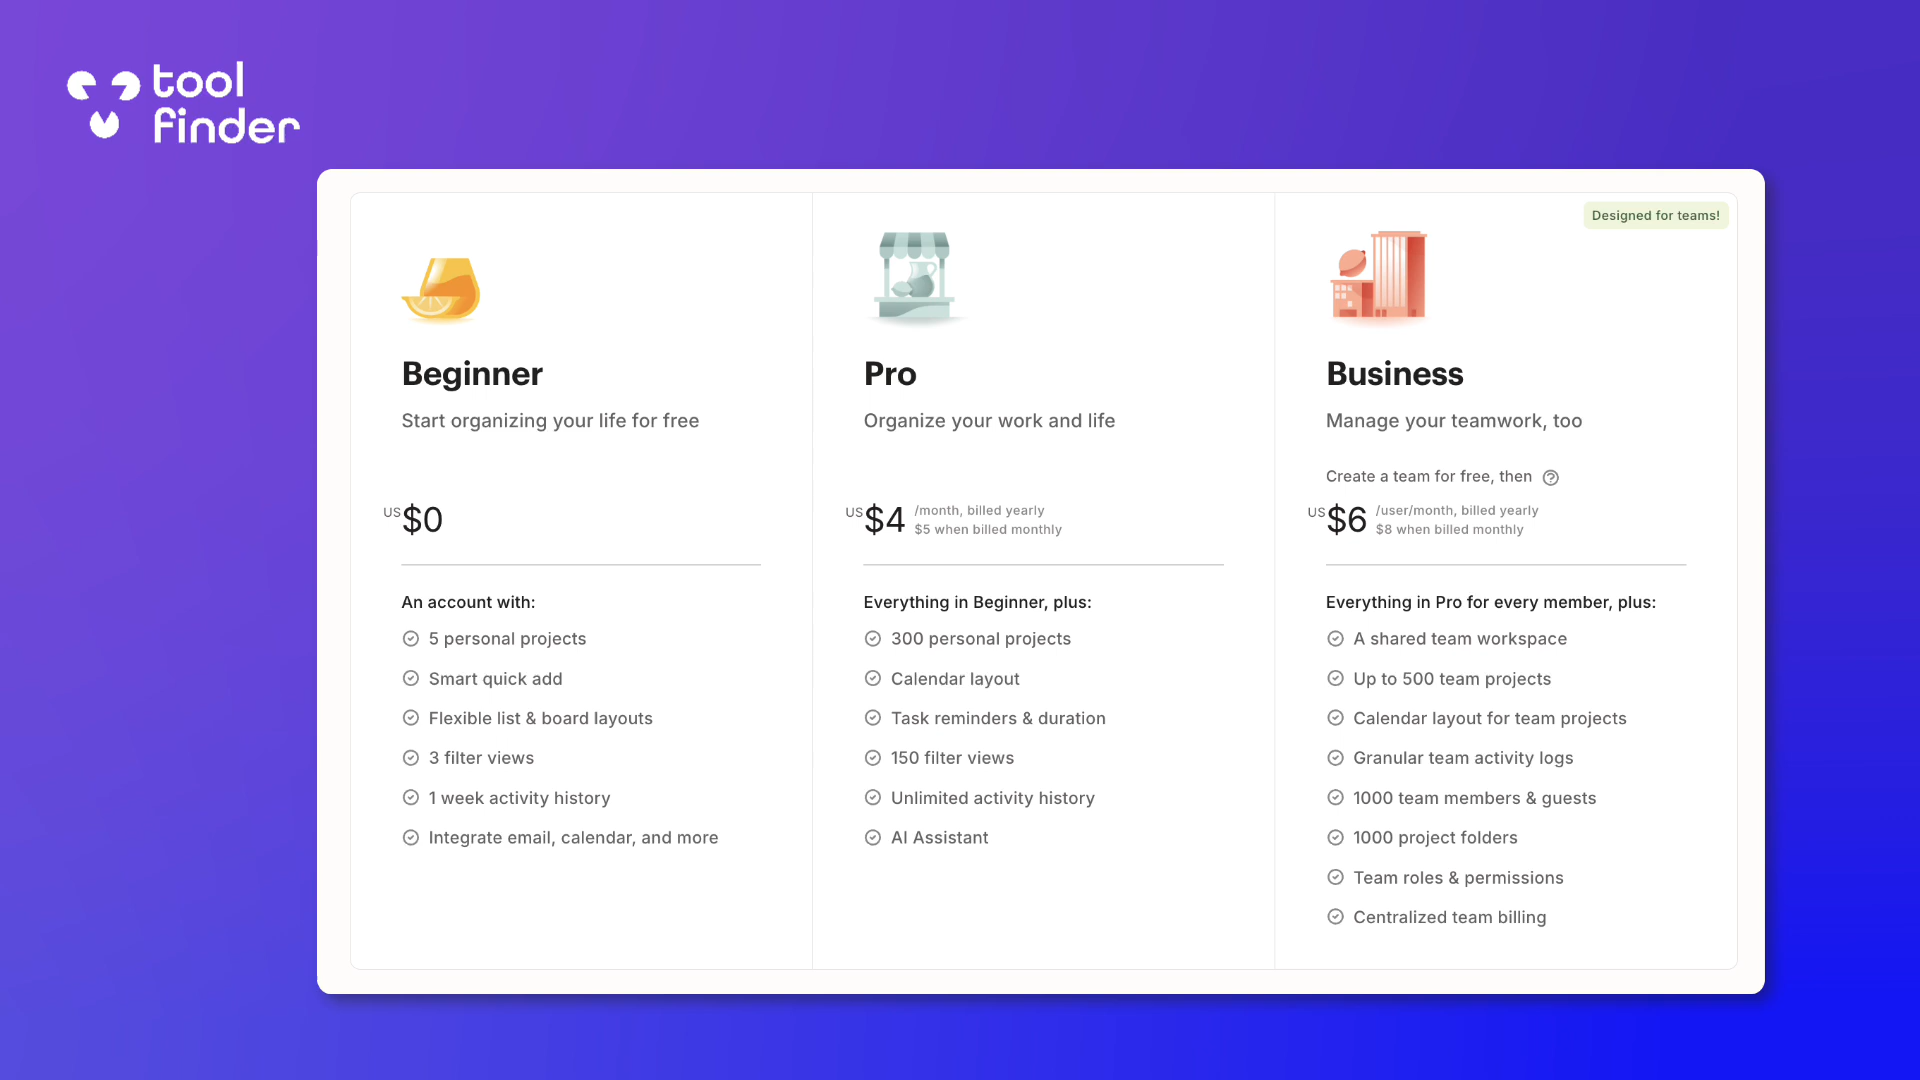 tool
finder
Beginner
Start organizing your life for free
US $0
An account with:
5 personal projects
Smart quick add
Flexible list & board layouts
3 filter views
1 week activity history
Integrate email, calendar, and more
Pro
Organize your work and life
US $4 /month, billed yearly
$5 when billed monthly
Everything in Beginner, plus:
300 personal projects
Calendar layout
Task reminders & duration
150 filter views
Unlimited activity history
AI Assistant
Designed for teams!
Business
Manage your teamwork, too
Create a team for free, then ?
US $6 /user/month, billed yearly
$8 when billed monthly
Everything in Pro for every member, plus:
A shared team workspace
Up to 500 team projects
Calendar layout for team projects
Granular team activity logs
1000 team members & guests
1000 project folders
Team roles & permissions
Centralized team billing